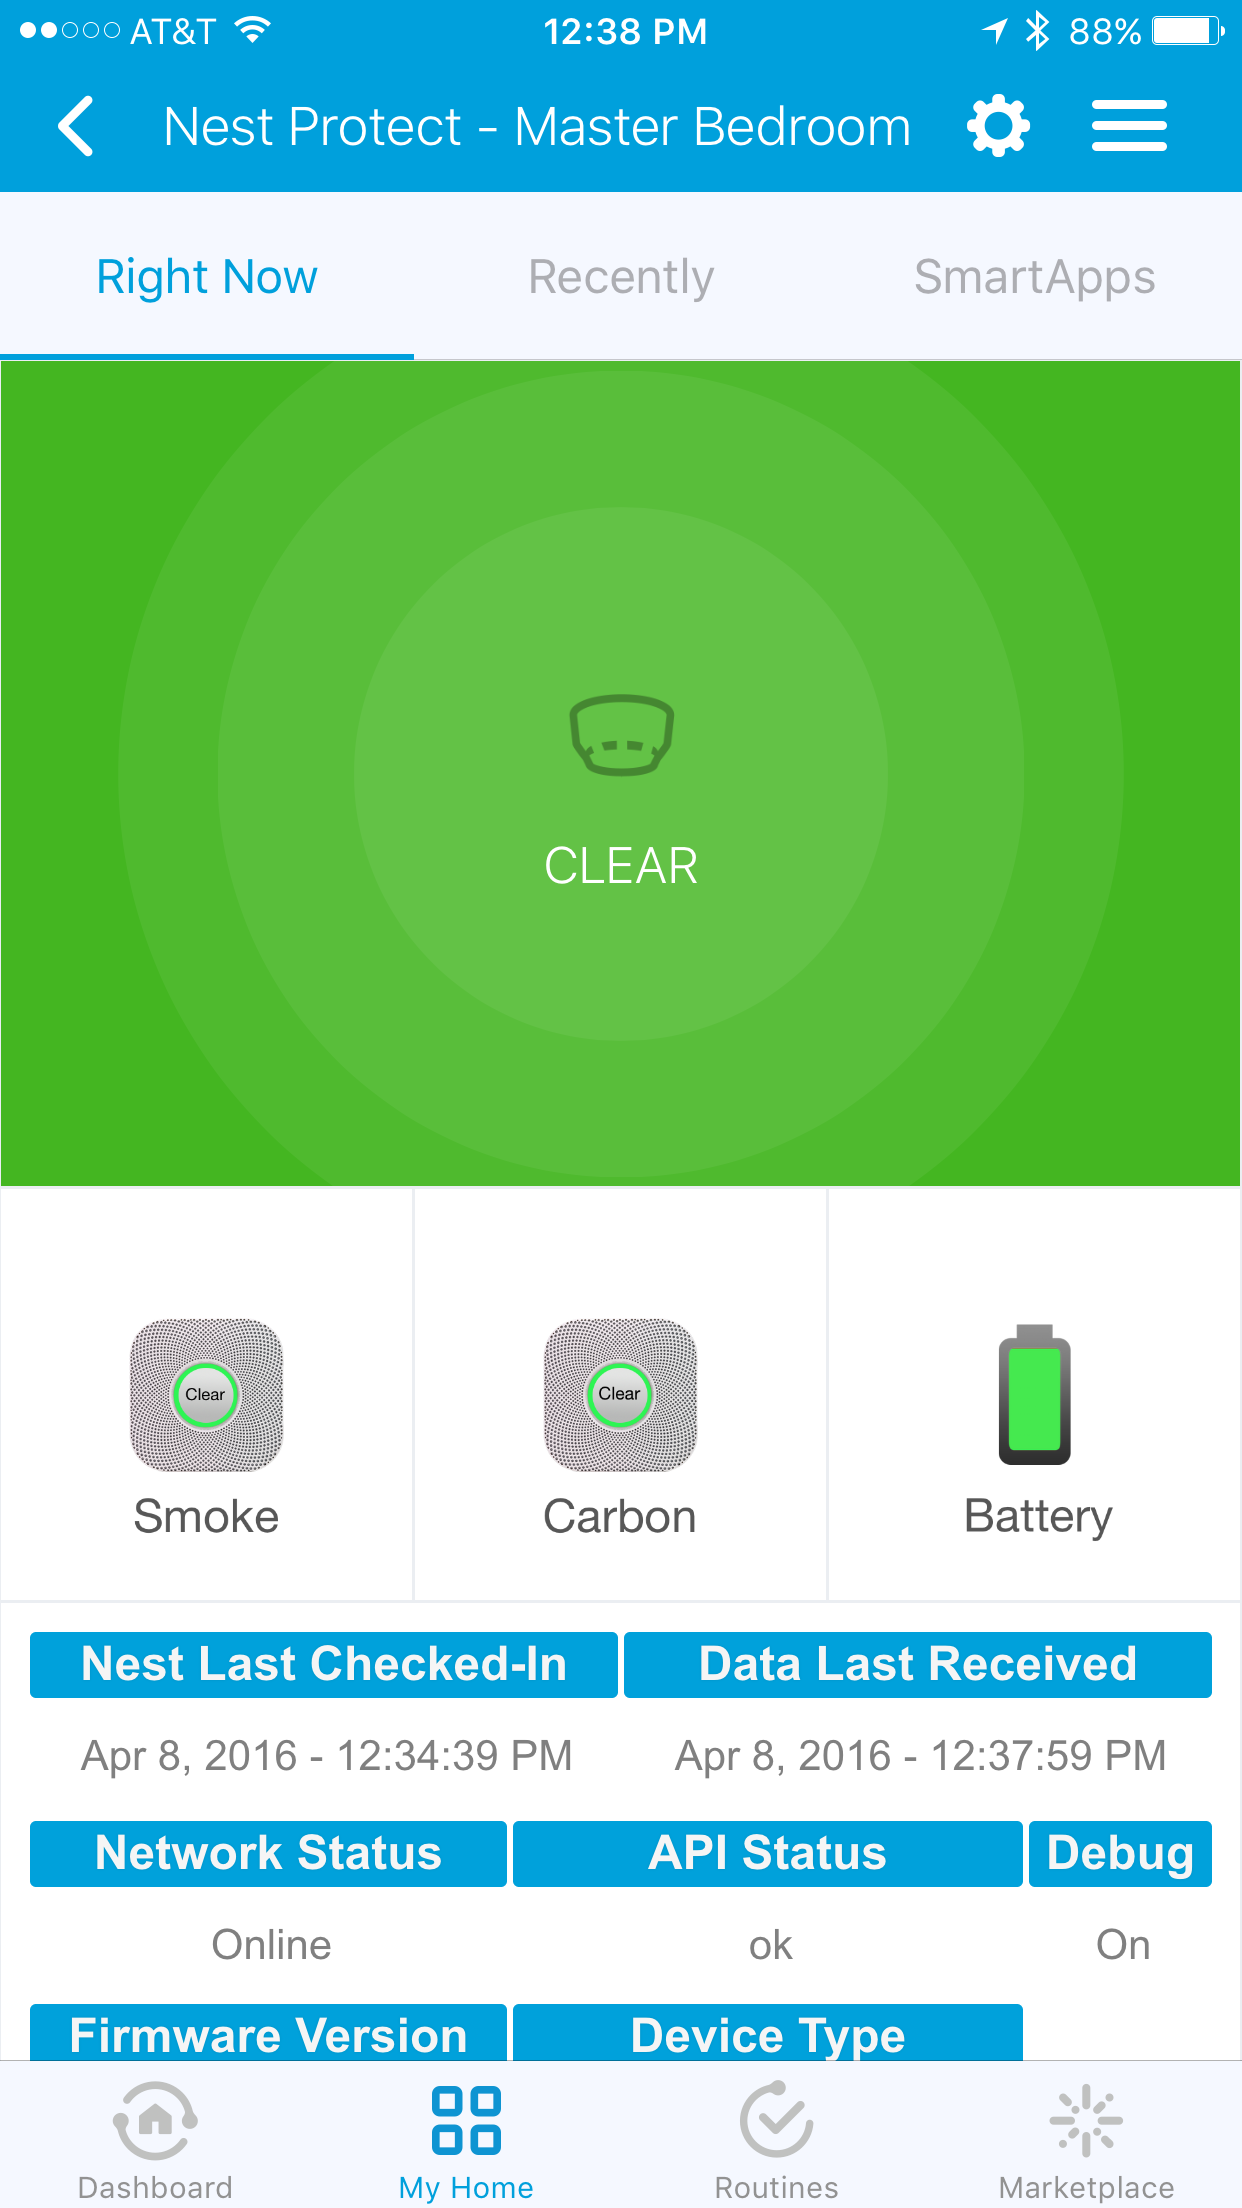 AT&T 12:38 PM 88%
Nest Protect - Master Bedroom
Right Now Recently SmartApps
CLEAR
Clear Clear
Smoke Carbon Battery
Nest Last Checked-In Data Last Received
Apr 8, 2016 - 12:34:39 PM Apr 8, 2016 - 12:37:59 PM
Network Status API Status Debug
Online ok On
Firmware Version Device Type
Dashboard My Home Routines Marketplace